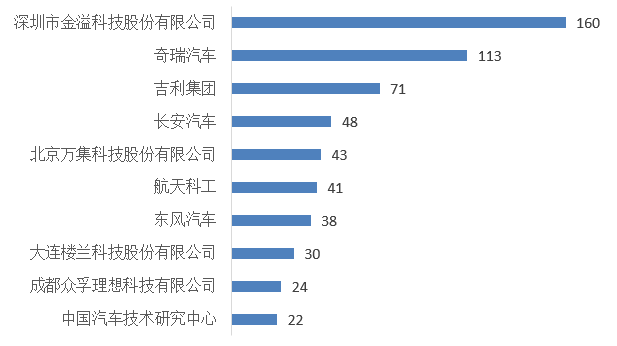 深圳市金溢科技股份有限公司 160
奇瑞汽车 113
吉利集团 71
长安汽车 48
北京万集科技股份有限公司 43
航天科工 41
东风汽车 38
大连楼兰科技股份有限公司 30
成都众孚理想科技有限公司 24
中国汽车技术研究中心 22